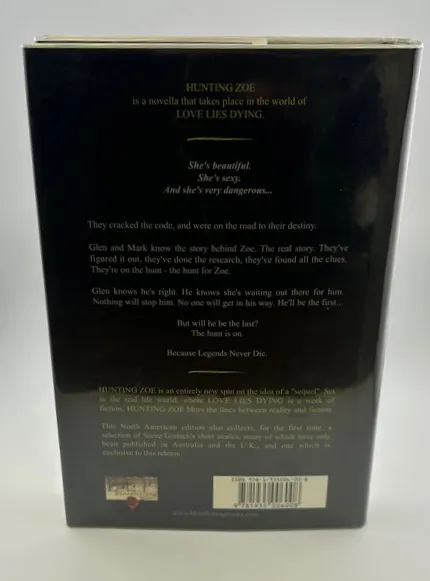 HUNTING ZOE
is a novella that takes place in the world of
LOVE LIES DYING.
She's beautiful.
She's sexy.
And she's very dangerous...
They cracked the code, and were on the road to their destiny.
Glen and Mark know the story behind Zoe. The real story. They've
figured it out, they've done the research, they've found all the clues.
They're on the hunt - the hunt for Zoe.
Glen knows he's right. He knows she's waiting out there for him.
Nothing will stop him. No one will get in his way. He'll be the first...
But will he be the last?
The hunt is on.
Because Legends Never Die.
HUNTING ZOE is an entirely new spin on the idea of a "sequel". Set
in the real life world, where LOVE LIES DYING is a work of
fiction, HUNTING ZOE blurs the lines between reality and fiction.
This North American edition also collects, for the first time, a
selection of Steve Gerlach's short stories, many of which have only
been published in Australia and the U.K., and one which is
exclusive to this release.